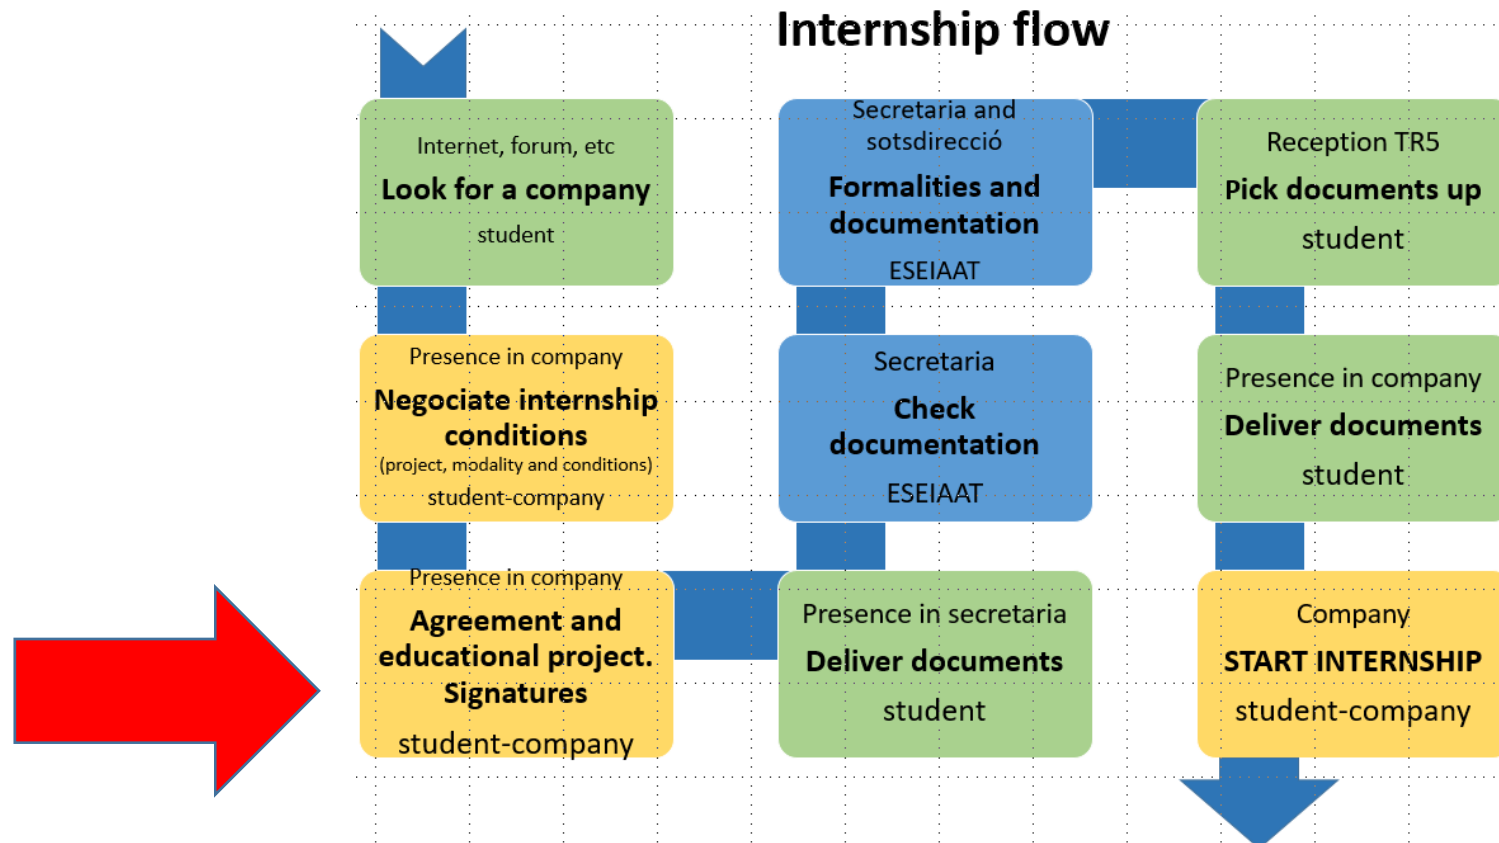 Internship flow
Internet, forum, etc
Look for a company
student
Presence in company
Negociate internship
conditions
(project, modality and conditions)
student-company
Presence in company
Agreement and
educational project.
Signatures
student-company
Presence in secretaria
Deliver documents
student
Secretaria
Check
documentation
ESEIAAT
Secretaria and
sotsdirecció
Formalities and
documentation
ESEIAAT
Reception TR5
Pick documents up
student
Presence in company
Deliver documents
student
Company
START INTERNSHIP
student-company